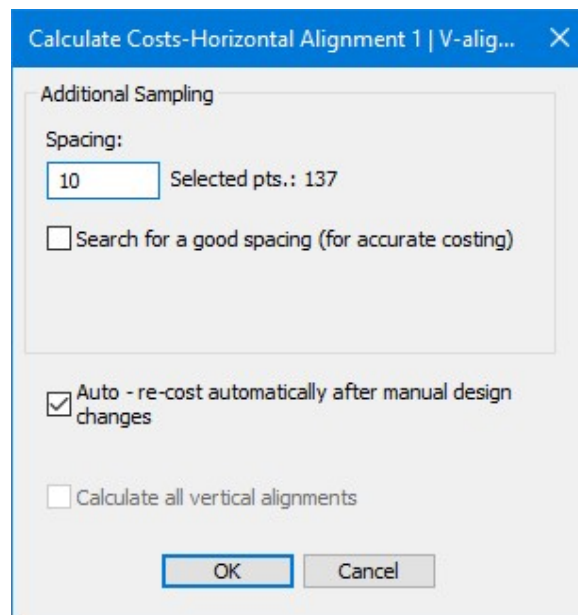 Calculate Costs-Horizontal Alignment 1 | V-alig...
Additional Sampling
Spacing:
10 Selected pts.: 137
Search for a good spacing (for accurate costing)
Auto - re-cost automatically after manual design
changes
Calculate all vertical alignments
OK Cancel